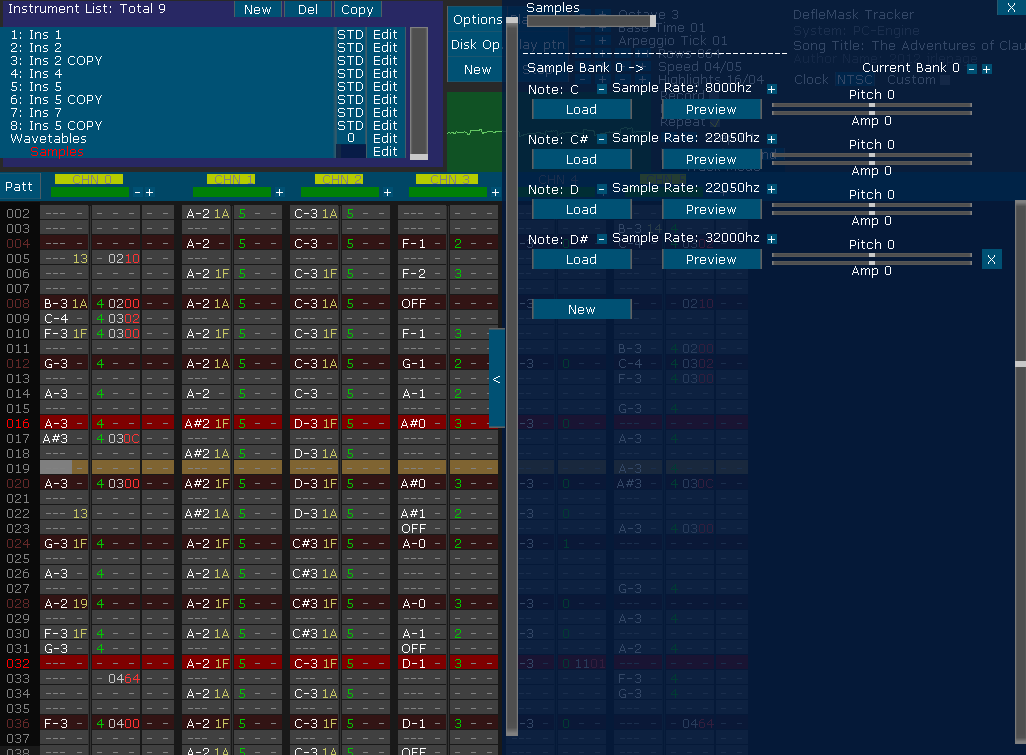 Instrument List: Total 9 New Del Copy
1: Ins 1 STD Edit
2: Ins 2 STD Edit
3: Ins 2 COPY STD Edit
4: Ins 4 STD Edit
5: Ins 5 STD Edit
6: Ins 5 COPY STD Edit
7: Ins 7 STD Edit
8: Ins 5 COPY STD Edit
Wavetables 0 Edit
Samples Edit
Options
Disk Op
New
Patt CHN 0 - + CHN 1 + CHN 2 + CHN 3 +
002 --- - - - - - - - A-2 1A 5 - - C-3 1A 5 - - --- - - - -
003 --- - - - - - - - --- - - - - --- - - - - --- - - - -
004 --- - - - - - - - A-2 - 5 - - C-3 - 5 - - F-1 - 2 - -
005 --- 13 - 0210 - - --- - - - - --- - - - - --- - - - -
006 --- - - - - - - - A-2 1F 5 - - C-3 1F 5 - - F-2 - 3 - -
007 --- - - - - - - - --- - - - - --- - - - - --- - - - -
008 B-3 1A 4 0200 - - A-2 1A 5 - - C-3 1A 5 - - OFF - - - -
009 C-4 - 4 0302 - - --- - - - - --- - - - - --- - - - -
010 F-3 1F 4 0300 - - A-2 1F 5 - - C-3 1F 5 - - F-1 - 3 - -
011 --- - - - - - - - --- - - - - --- - - - - --- - - - -
012 G-3 - 4 - - - - A-2 1A 5 - - C-3 1A 5 - - G-1 - 2 - -
013 --- - - - - - - - --- - - - - --- - - - - --- - - - -
014 A-3 - 4 - - - - A-2 - 5 - - C-3 - 5 - - A-1 - 2 - -
015 --- - - - - - - - --- - - - - --- - - - - --- - - - -
016 A-3 - 4 - - - - A#2 1F 5 - - D-3 1F 5 - - A#0 - 3 - -
017 A#3 - 4 030C - - --- - - - - --- - - - - --- - - - -
018 --- - - - - - - - A#2 1A 5 - - D-3 1A 5 - - --- - - - -
019 - - - - - - - --- - - - - --- - - - - --- - - - -
020 A-3 - 4 0300 - - A#2 1F 5 - - D-3 1F 5 - - A#0 - 3 - -
021 --- - - - - - - - --- - - - - --- - - - - --- - - - -
022 --- 13 - - - - - A#2 1A 5 - - D-3 1A 5 - - A#1 - 2 - -
023 --- - - - - - - - --- - - - - --- - - - - OFF - - - -
024 G-3 1F 4 - - - - A-2 1F 5 - - C#3 1F 5 - - A-0 - 2 - -
025 --- - - - - - - - --- - - - - --- - - - - --- - - - -
026 A-3 - 4 - - - - A-2 1A 5 - - C#3 1A 5 - - --- - - - -
027 --- - - - - - - - --- - - - - --- - - - - --- - - - -
028 A-2 19 4 - - - - A-2 1F 5 - - C#3 1F 5 - - A-0 - 3 - -
029 --- - - - - - - - --- - - - - --- - - - - --- - - - -
030 F-3 1F 4 - - - - A-2 1A 5 - - C#3 1A 5 - - A-1 - 2 - -
031 G-3 - 4 - - - - --- - - - - --- - - - - OFF - - - -
032 --- - - - - - - - A-2 1F 5 - - C-3 1F 5 - - D-1 - 3 - -
033 --- - - 0464 - - --- - - - - --- - - - - --- - - - -
034 --- - - - - - - - A-2 1A 5 - - C-3 1A 5 - - --- - - - -
035 --- - - - - - - - --- - - - - --- - - - - --- - - - -
036 F-3 - 4 0400 - - A-2 1F 5 - - C-3 1F 5 - - D-1 - 3 - -
037 --- - - - - - - - --- - - - - --- - - - - --- - - - -
038 --- - - - - - - - A-2 1A 5 - - C-3 1A 5 - - OFF - - - -
<
Samples X
Octave 3
Base Time 01
Arpeggio Tick 01
Speed 04/05
Highlights 16/04
Repeat
DefleMask Tracker
System: PC-Engine
Song Title: The Adventures of Clau
Clock NTSC Custom
Sample Bank 0 -> Current Bank 0 - +
Note: C - Sample Rate: 8000hz + Pitch 0
Load Preview
Amp 0
Note: C# - Sample Rate: 22050hz + Pitch 0
Load Preview
Amp 0
Note: D - Sample Rate: 22050hz + Pitch 0
Load Preview
Amp 0
Note: D# - Sample Rate: 32000hz + Pitch 0
Load Preview X
Amp 0
New